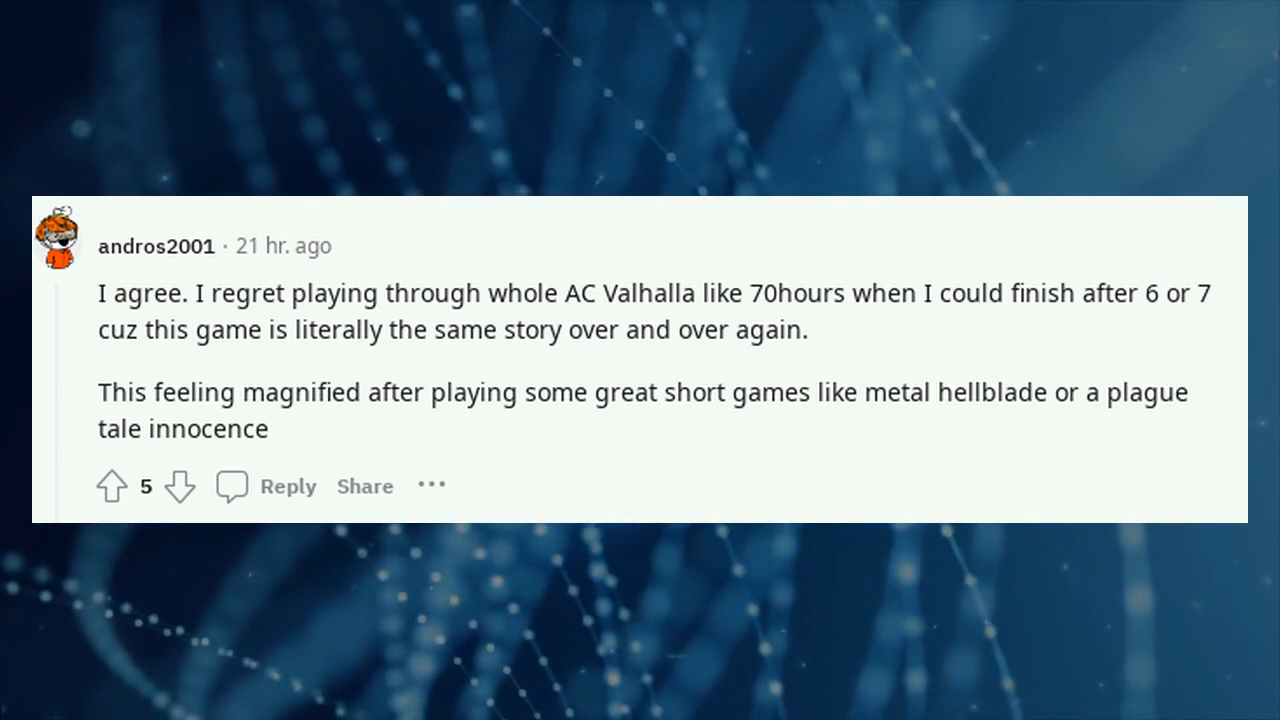 andros2001 · 21 hr. ago
I agree. I regret playing through whole AC Valhalla like 70hours when I could finish after 6 or 7
cuz this game is literally the same story over and over again.
This feeling magnified after playing some great short games like metal hellblade or a plague
tale innocence
5 Reply Share ···